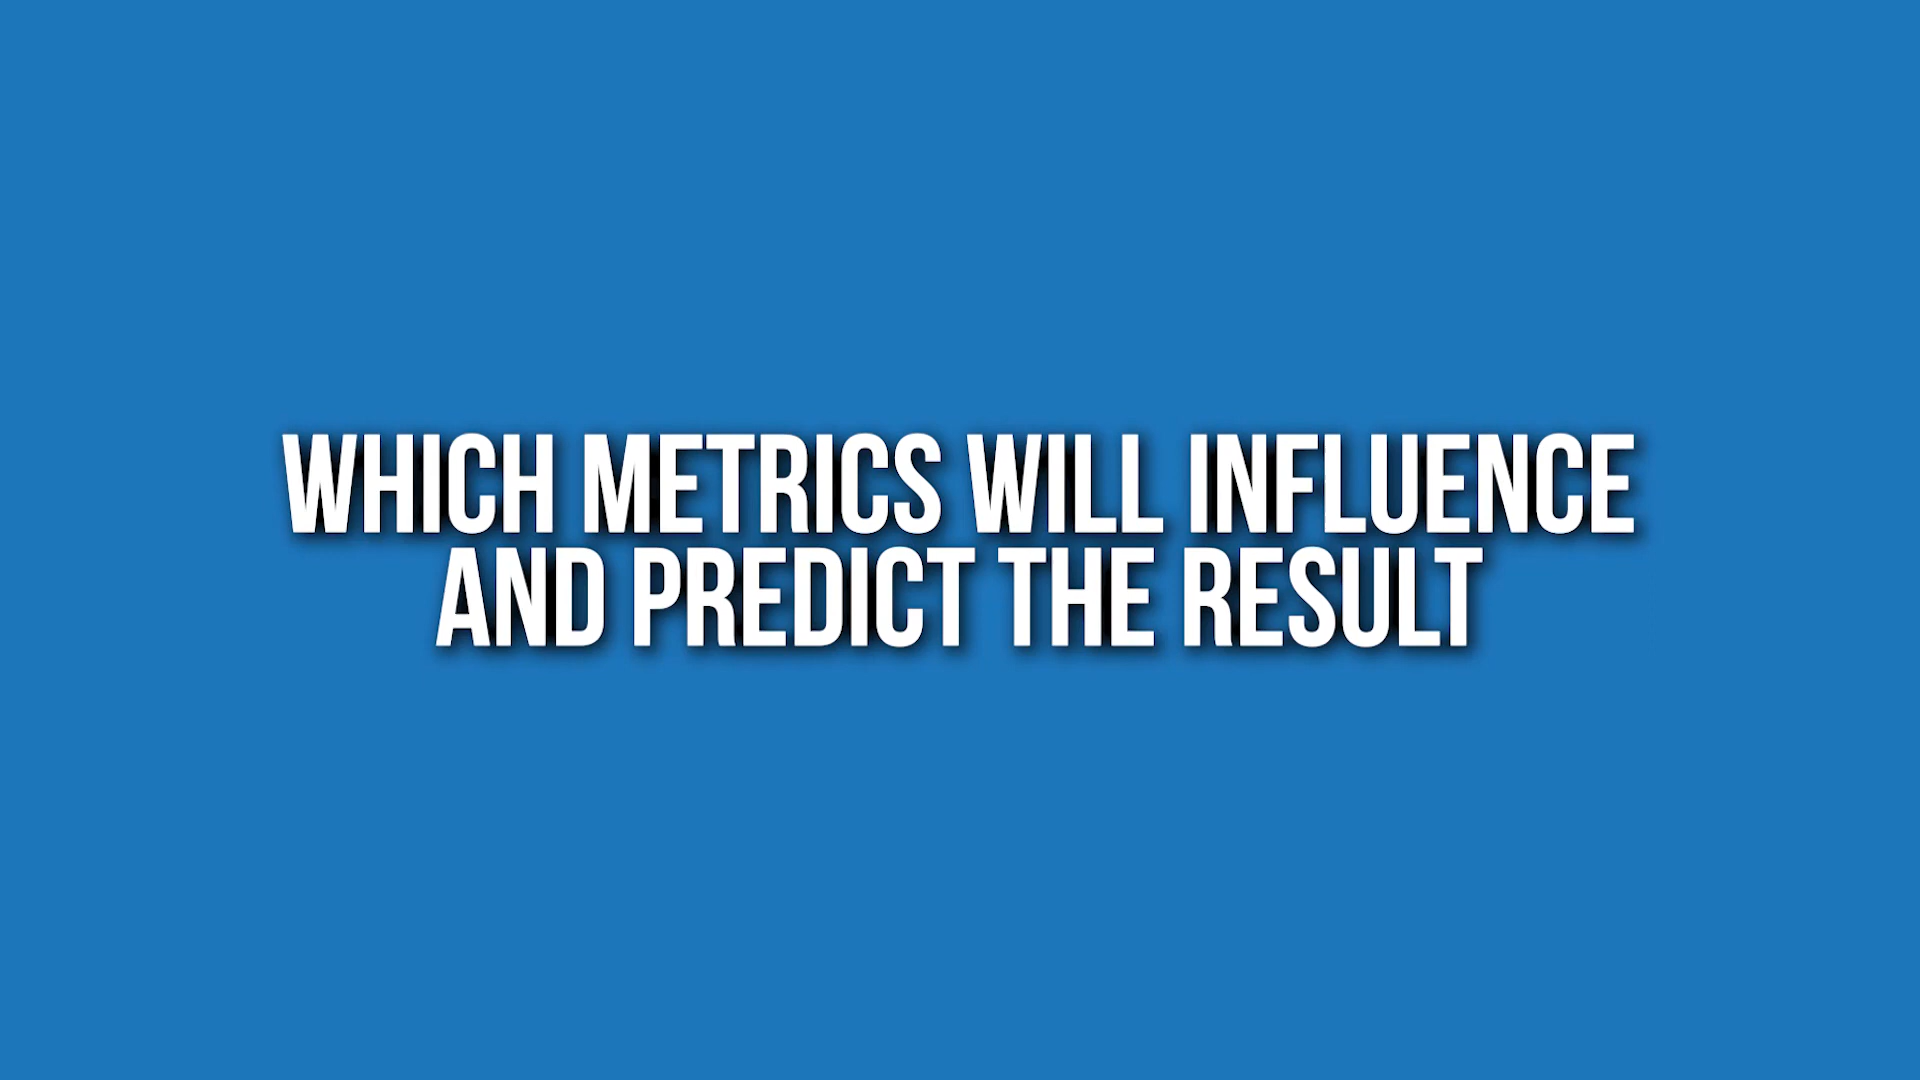 WHICH METRICS WILL INFLUENCE
AND PREDICT THE RESULT